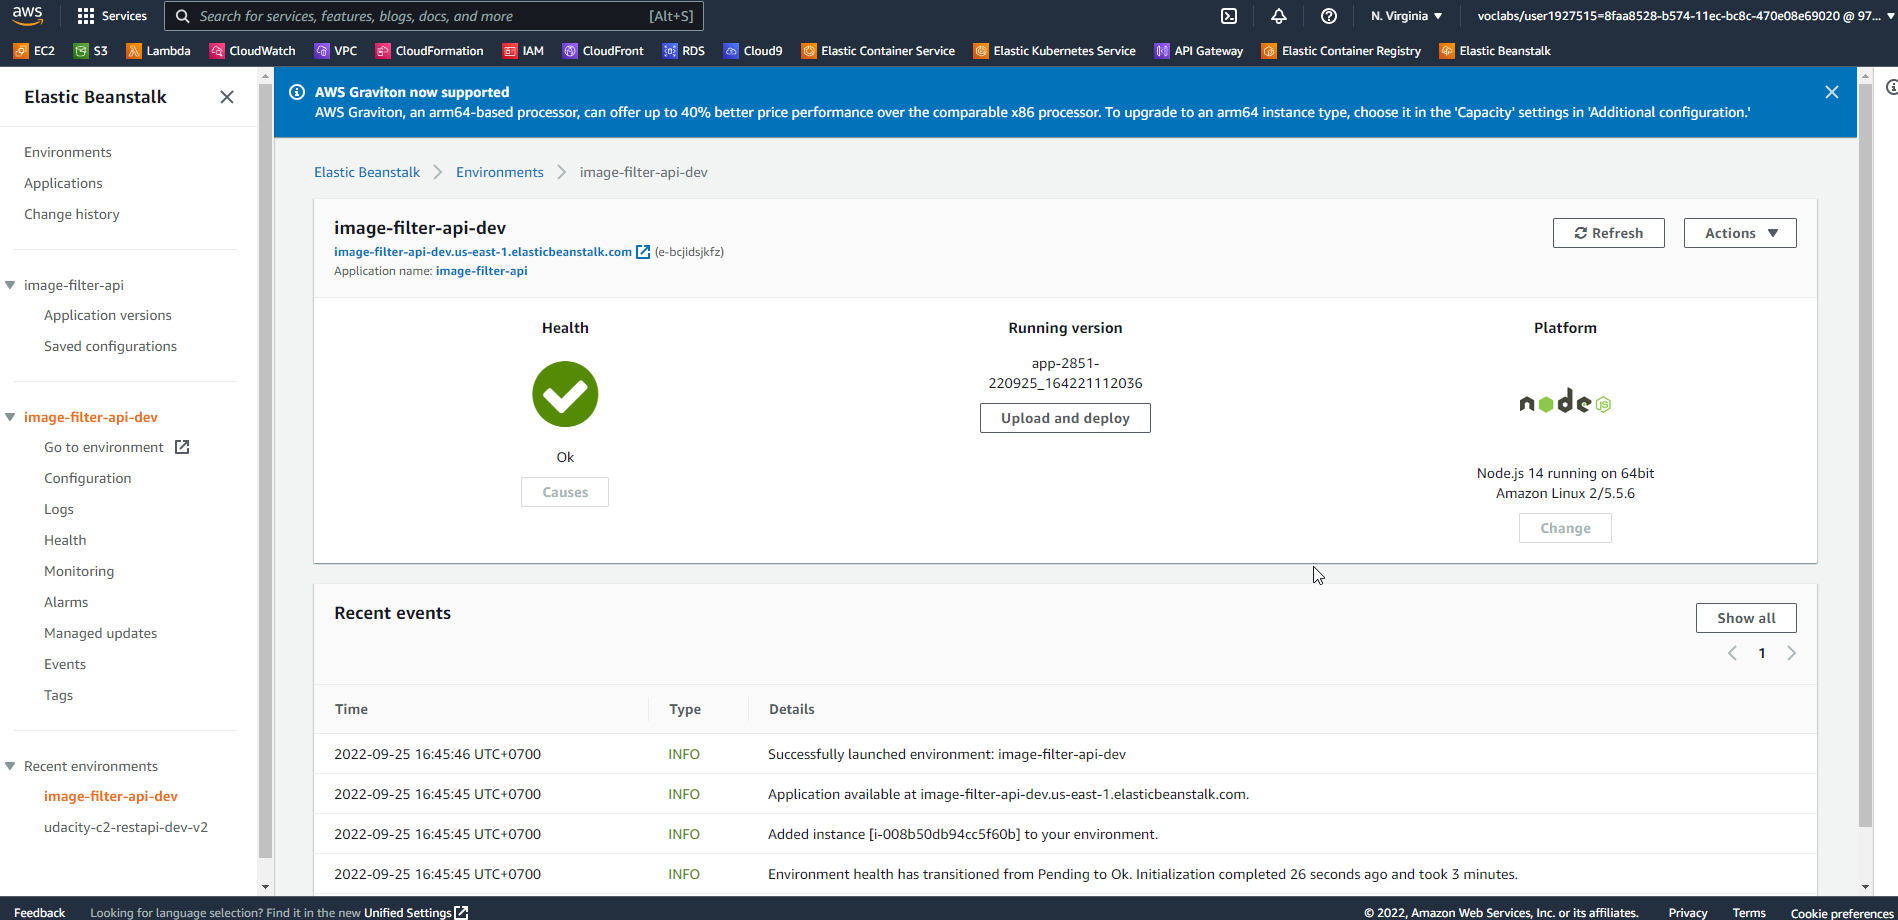 aws
Services
Search for services, features, blogs, docs, and more
[Alt+S]
N. Virginia
voclabs/user1927515=8faa8528-b574-11ec-bc8c-470e08e69020 @ 97...
EC2
S3
Lambda
CloudWatch
VPC
CloudFormation
IAM
CloudFront
RDS
Cloud9
Elastic Container Service
Elastic Kubernetes Service
API Gateway
Elastic Container Registry
Elastic Beanstalk
Elastic Beanstalk
Environments
Applications
Change history
image-filter-api
Application versions
Saved configurations
image-filter-api-dev
Go to environment
Configuration
Logs
Health
Monitoring
Alarms
Managed updates
Events
Tags
Recent environments
image-filter-api-dev
udacity-c2-restapi-dev-v2
AWS Graviton now supported
AWS Graviton, an arm64-based processor, can offer up to 40% better price performance over the comparable x86 processor. To upgrade to an arm64 instance type, choose it in the 'Capacity' settings in 'Additional configuration.'
Elastic Beanstalk
Environments
image-filter-api-dev
image-filter-api-dev
image-filter-api-dev.us-east-1.elasticbeanstalk.com (e-bcjidsjkfz)
Application name: image-filter-api
Refresh
Actions
Health
Ok
Causes
Running version
app-2851-
220925_164221112036
Upload and deploy
Platform
node JS
Node.js 14 running on 64bit
Amazon Linux 2/5.5.6
Change
Recent events
Show all
1
Time Type Details
2022-09-25 16:45:46 UTC+0700 INFO Successfully launched environment: image-filter-api-dev
2022-09-25 16:45:45 UTC+0700 INFO Application available at image-filter-api-dev.us-east-1.elasticbeanstalk.com.
2022-09-25 16:45:45 UTC+0700 INFO Added instance [i-008b50db94cc5f60b] to your environment.
2022-09-25 16:45:45 UTC+0700 INFO Environment health has transitioned from Pending to Ok. Initialization completed 26 seconds ago and took 3 minutes.
Feedback
Looking for language selection? Find it in the new Unified Settings
© 2022, Amazon Web Services, Inc. or its affiliates.
Privacy
Terms
Cookie preferences